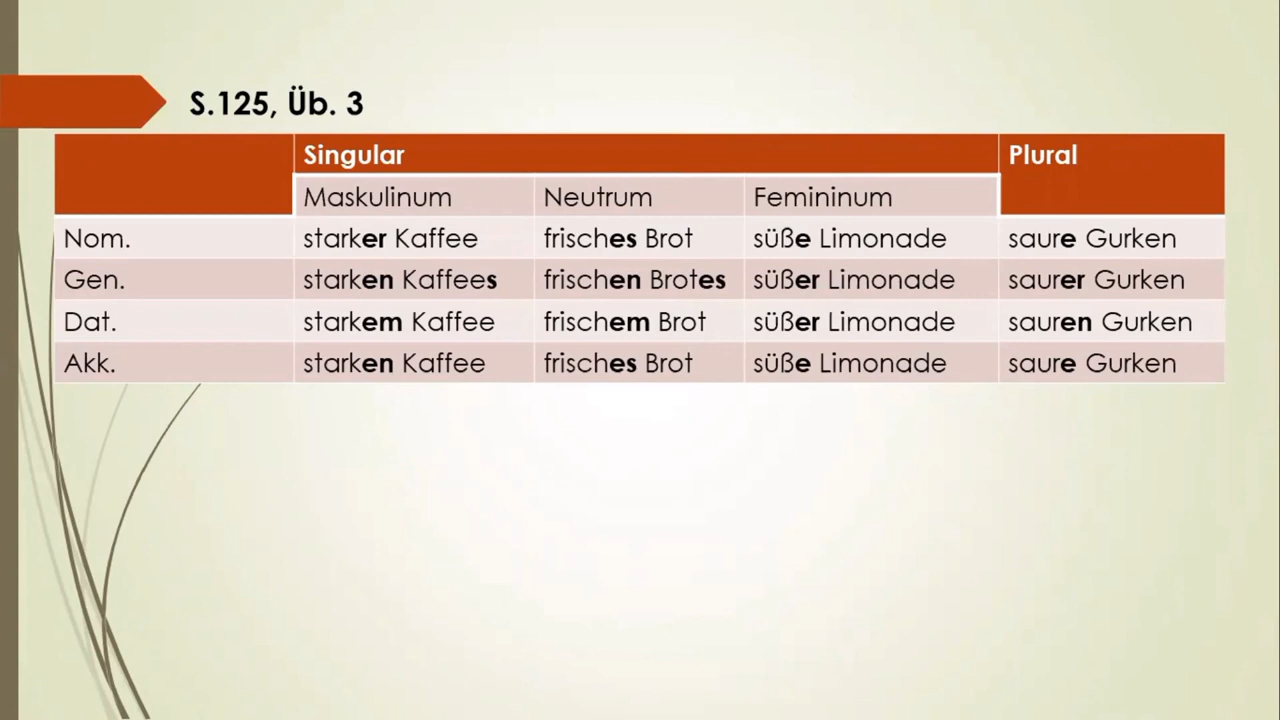 S.125, Üb. 3
Singular Plural
Maskulinum Neutrum Femininum
Nom. starker Kaffee frisches Brot süße Limonade saure Gurken
Gen. starken Kaffees frischen Brotes süßer Limonade saurer Gurken
Dat. starkem Kaffee frischem Brot süßer Limonade sauren Gurken
Akk. starken Kaffee frisches Brot süße Limonade saure Gurken